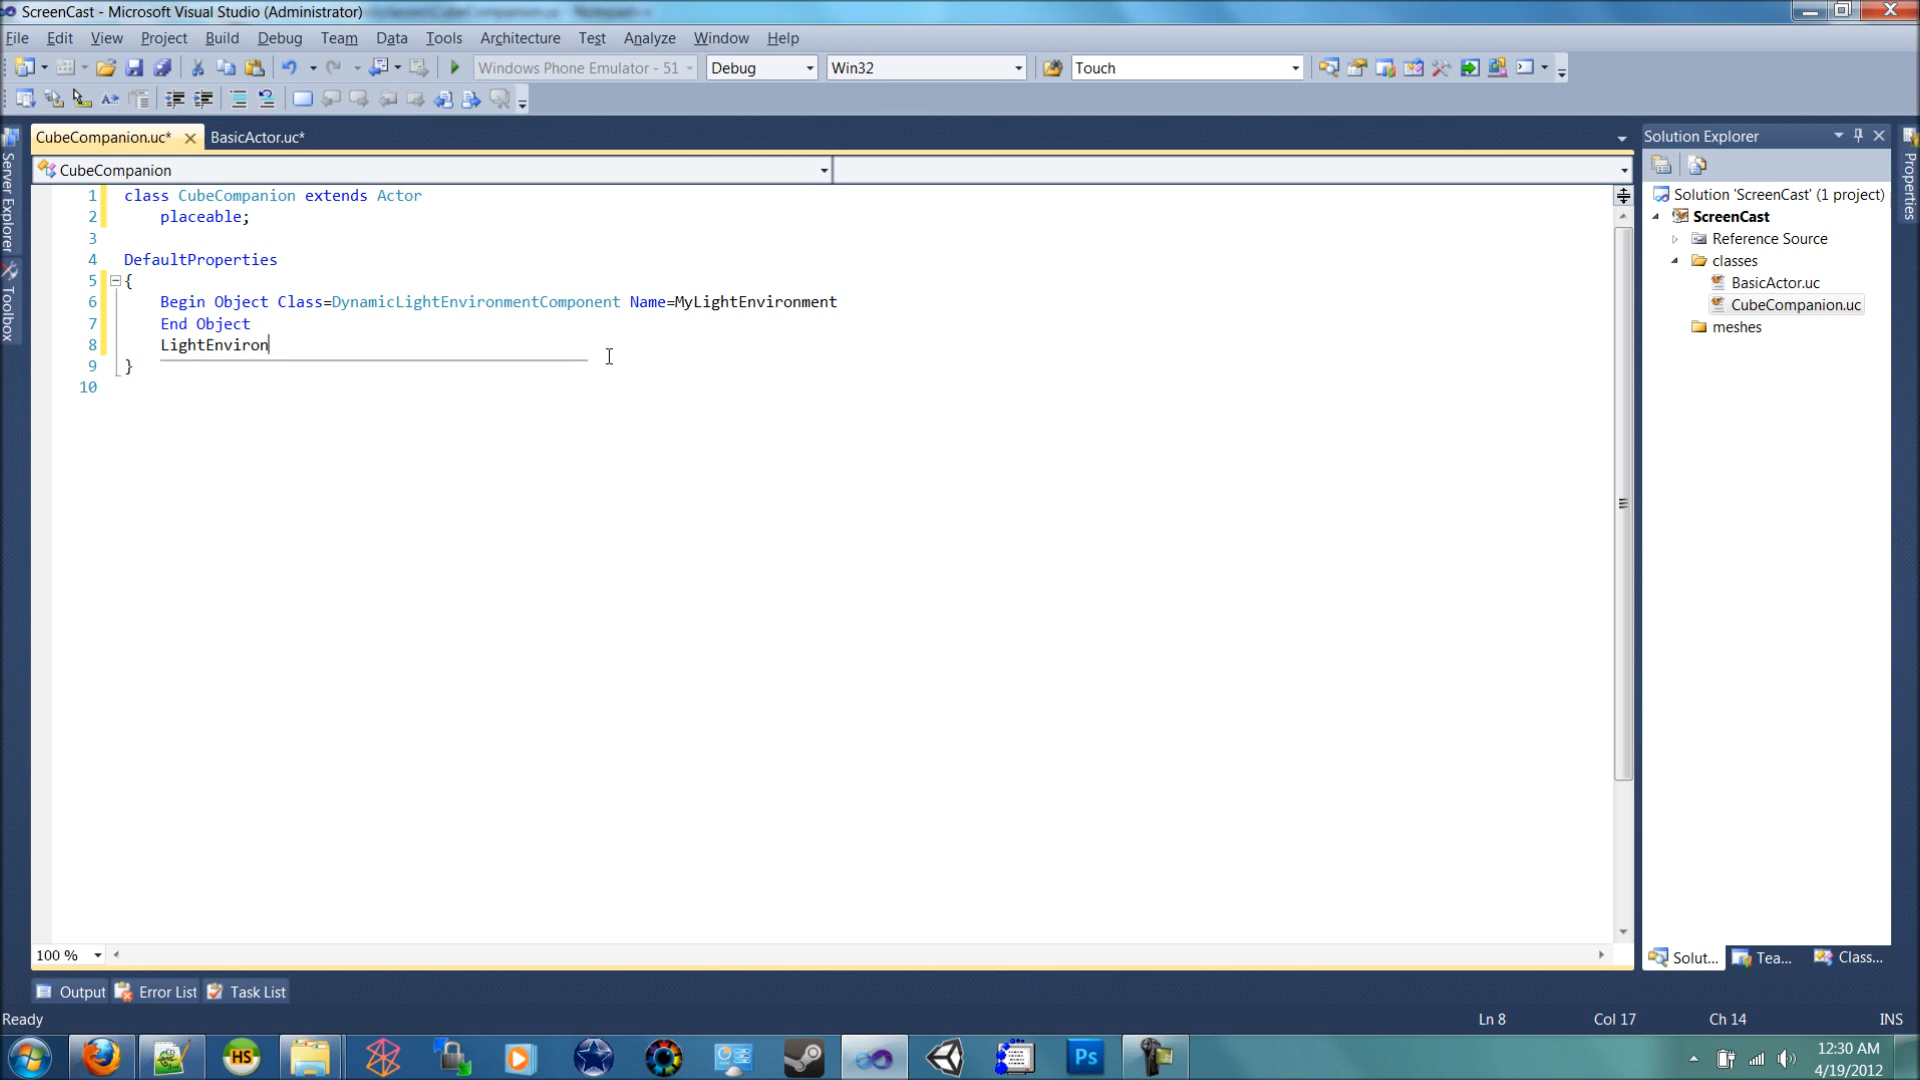 ScreenCast - Microsoft Visual Studio (Administrator)
File Edit View Project Build Debug Team Data Tools Architecture Test Analyze Window Help
Windows Phone Emulator - 51 Debug Win32 Touch
CubeCompanion.uc* BasicActor.uc*
CubeCompanion
1 class CubeCompanion extends Actor
2 placeable;
3
4 DefaultProperties
5 {
6 Begin Object Class=DynamicLightEnvironmentComponent Name=MyLightEnvironment
7 End Object
8 LightEnviron
9 }
10
100 %
Server Explorer
Toolbox
Solution Explorer
Solution 'ScreenCast' (1 project)
ScreenCast
Reference Source
classes
BasicActor.uc
CubeCompanion.uc
meshes
Solut... Tea... Class...
Properties
Output Error List Task List
Ready Ln 8 Col 17 Ch 14 INS
HS
Ps
12:30 AM
4/19/2012